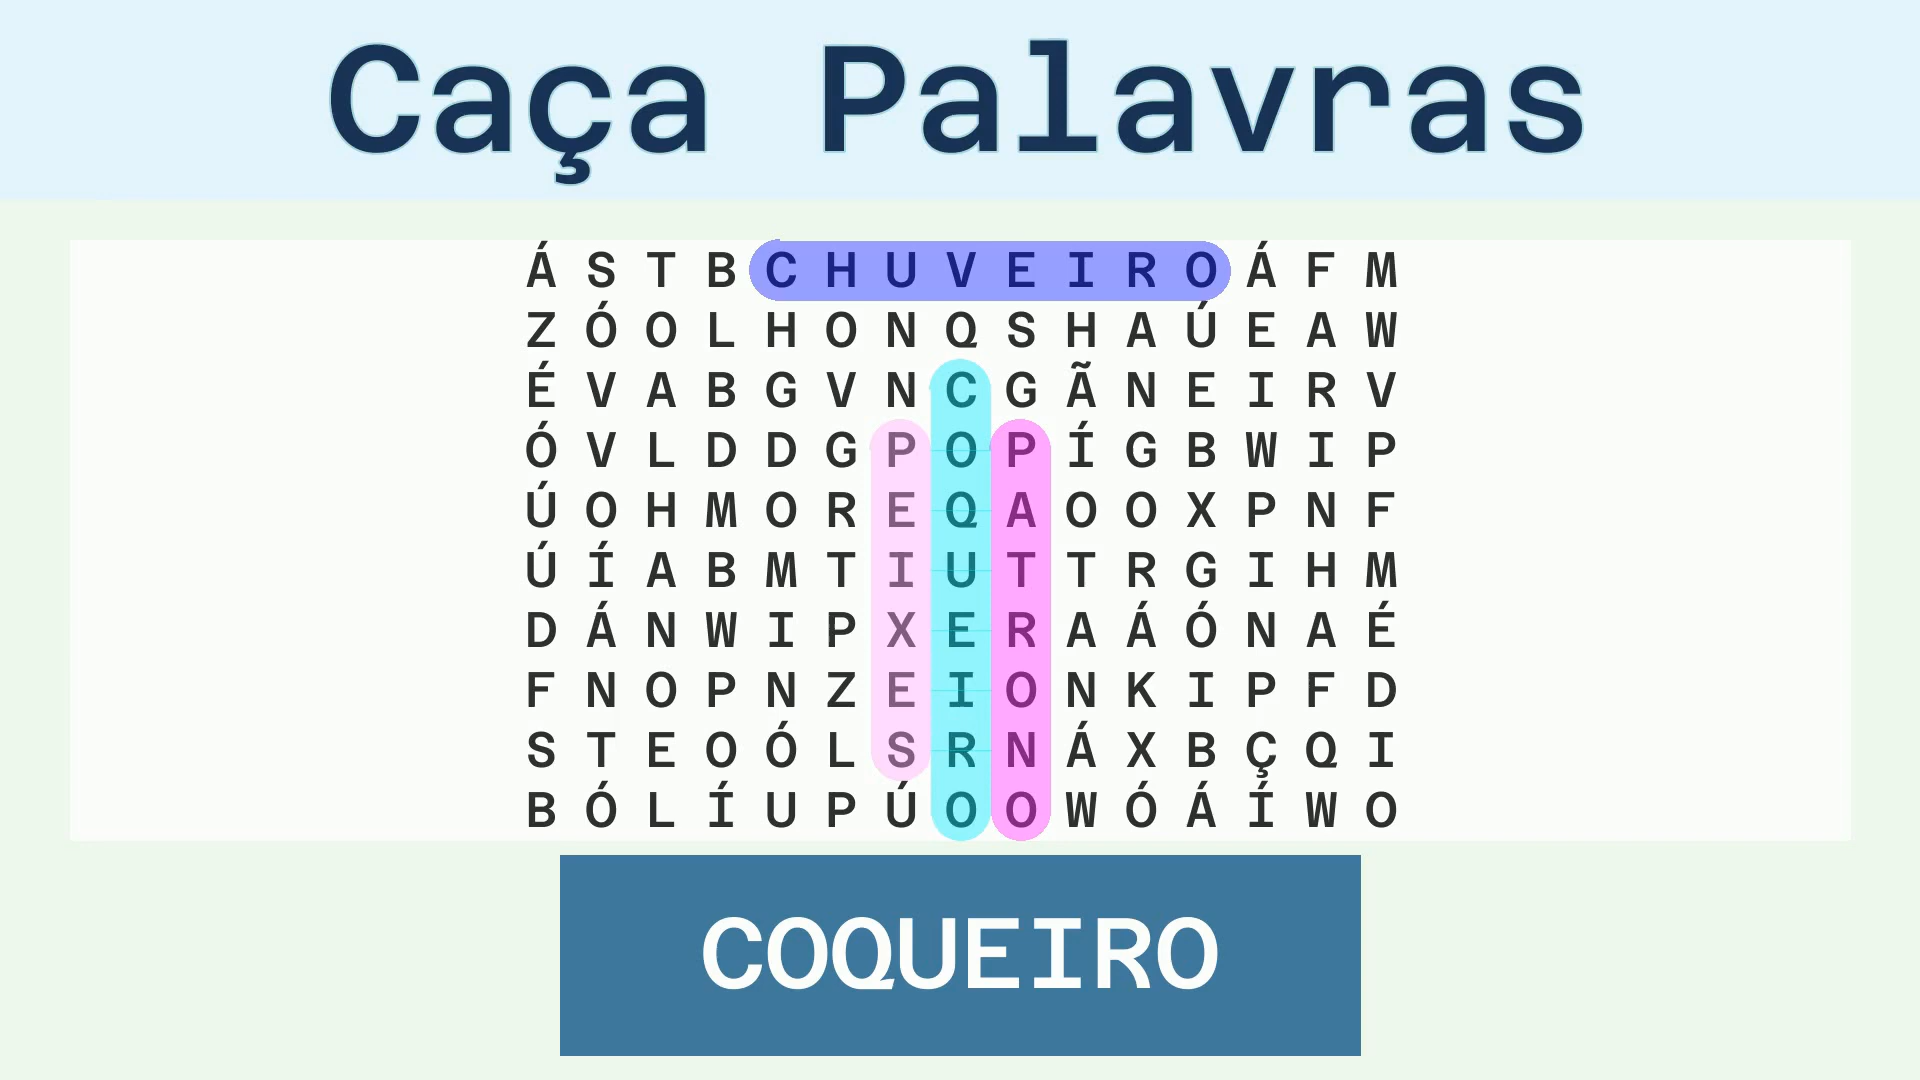 Caça Palavras
Á S T B C H U V E I R O Á F M
Z Ó O L H O N Q S H A Ú E A W
É V A B G V N C G Ã N E I R V
Ó V L D D G P O P Í G B W I P
Ú O H M O R E Q A O O X P N F
Ú Í A B M T I U T T R G I H M
D Á N W I P X E R A Á Ó N A É
F N O P N Z E I O N K I P F D
S T E O Ó L S R N Á X B Ç Q I
B Ó L Í U P Ú O O W Ó Á Í W O
COQUEIRO